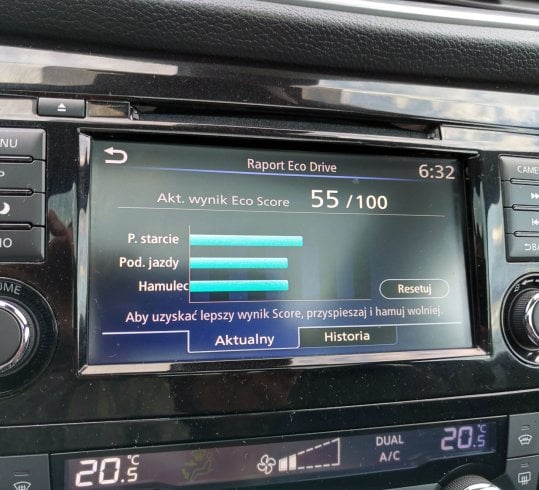 Raport Eco Drive
6:32
Akt. wynik Eco Score 55 /100
P. starcie
Pod. jazdy
Hamulec
Resetuj
Aby uzyskać lepszy wynik Score, przyspieszaj i hamuj wolniej.
Aktualny
Historia
20.5 °C
DUAL
A/C
20.5 °C